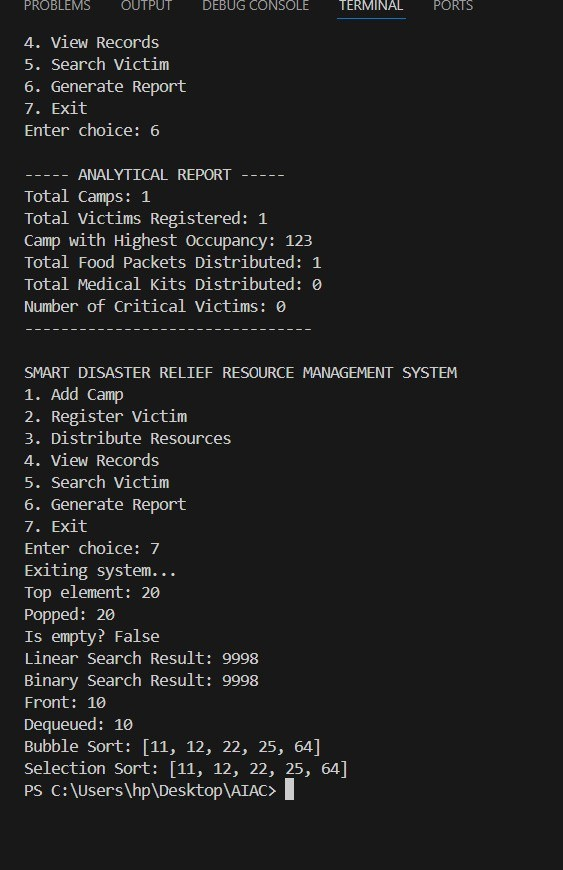 PROBLEMS OUTPUT DEBUG CONSOLE TERMINAL PORTS
4. View Records
5. Search Victim
6. Generate Report
7. Exit
Enter choice: 6
----- ANALYTICAL REPORT -----
Total Camps: 1
Total Victims Registered: 1
Camp with Highest Occupancy: 123
Total Food Packets Distributed: 1
Total Medical Kits Distributed: 0
Number of Critical Victims: 0
--------------------------------
SMART DISASTER RELIEF RESOURCE MANAGEMENT SYSTEM
1. Add Camp
2. Register Victim
3. Distribute Resources
4. View Records
5. Search Victim
6. Generate Report
7. Exit
Enter choice: 7
Exiting system...
Top element: 20
Popped: 20
Is empty? False
Linear Search Result: 9998
Binary Search Result: 9998
Front: 10
Dequeued: 10
Bubble Sort: [11, 12, 22, 25, 64]
Selection Sort: [11, 12, 22, 25, 64]
PS C:\Users\hp\Desktop\AIAC>